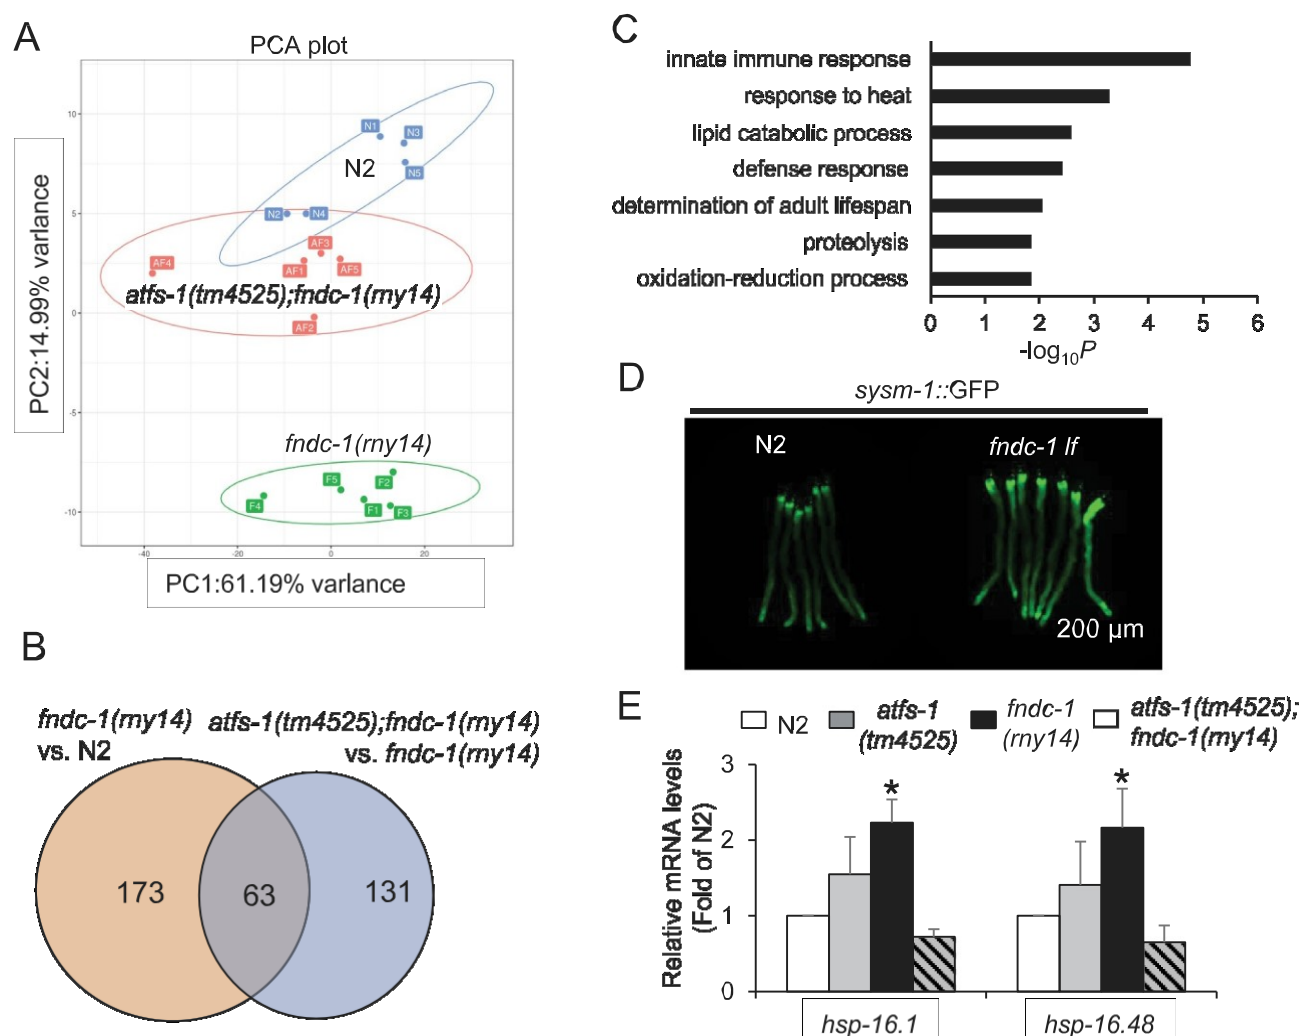 A
PCA plot
PC2:14.99% varlance
10
5
0
-5
-10
N1
N3
N2
N5
N2
N4
AF3
AF4
AF1
AF5
atfs-1(tm4525);fndc-1(rny14)
AF2
fndc-1(rny14)
F5
F2
F4
F1
F3
-40
-20
0
20
PC1:61.19% varlance
B
fndc-1(rny14)
vs. N2
atfs-1(tm4525);fndc-1(rny14)
vs. fndc-1(rny14)
173
63
131
C
innate immune response
response to heat
lipid catabolic process
defense response
determination of adult lifespan
proteolysis
oxidation-reduction process
0 1 2 3 4 5 6
-log10P
D
sysm-1::GFP
N2
fndc-1 lf
200 μm
E
N2
atfs-1
(tm4525)
fndc-1
(rny14)
atfs-1(tm4525);
fndc-1(rny14)
Relative mRNA levels
(Fold of N2)
3
2
1
0
*
*
hsp-16.1
hsp-16.48